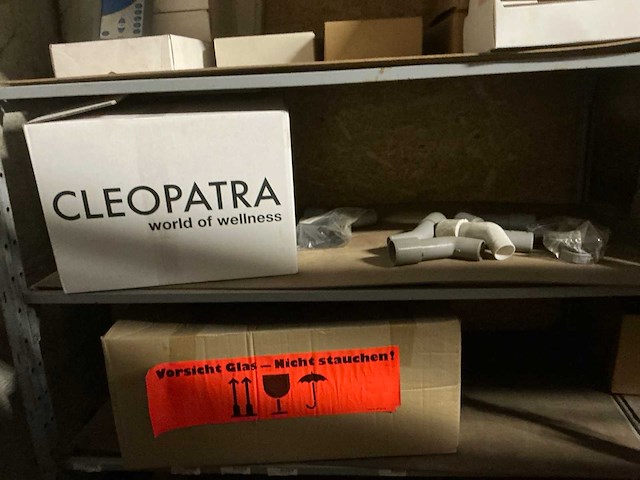 CLEOPATRA
world of wellness
Vorsicht Glas – Nicht stauchen!